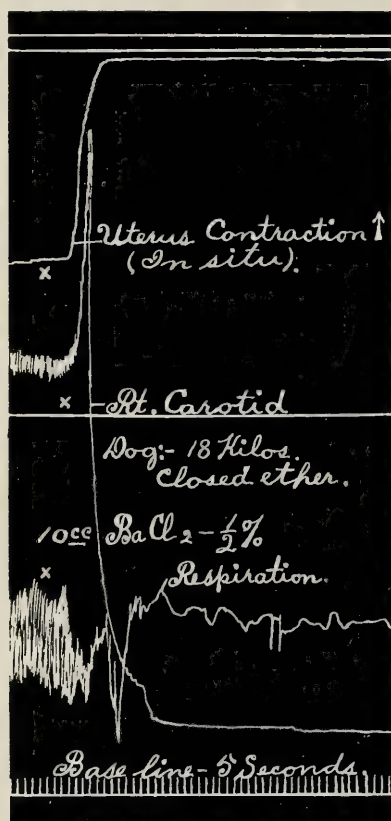 Uterus Contraction ↑
(In situ).
x
x - Rt. Carotid
Dog:- 18 Kilos.
Closed ether.
10cc BaCl2 - 1/2%
x
Respiration.
Base line - 5 Seconds.